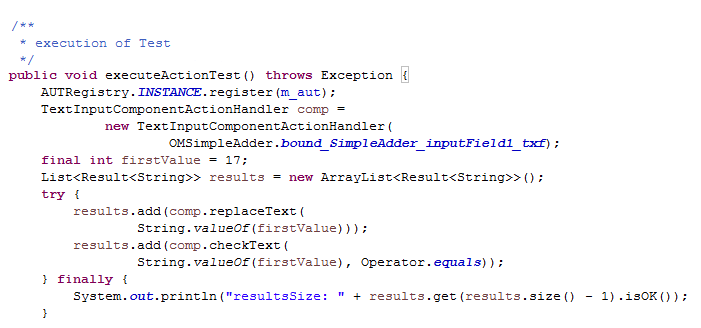 /**
 * execution of Test
 */
public void executeActionTest() throws Exception {
    AUTRegistry.INSTANCE.register(m_aut);
    TextInputComponentActionHandler comp =
            new TextInputComponentActionHandler(
                    OMSimpleAdder.bound_SimpleAdder_inputField1_txf);
    final int firstValue = 17;
    List<Result<String>> results = new ArrayList<Result<String>>();
    try {
        results.add(comp.replaceText(
                String.valueOf(firstValue)));
        results.add(comp.checkText(
                String.valueOf(firstValue), Operator.equals));
    } finally {
        System.out.println("resultsSize: " + results.get(results.size() - 1).isOK());
    }